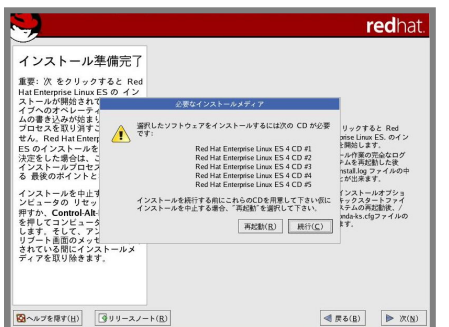 redhat.
インストール準備完了
重要: 次 をクリックすると Red
Hat Enterprise Linux ES の イン
ストールが開始されて
イブへのオペレーティ
ムの書き込みが始まり
プロセスを取り消すこ
せん。Red Hat Enterp
ES のインストールを
決定をした場合は、こ
インストールプロセス
る 最後のポイントと
インストールを中止す
ンピュータの リセッ
押すか、Control-Alt-
を押してコンピュータ
します。そして、アン
リブート画面のメッセ
されている間にインストールメ
ディアを取り除きます。
必要なインストールメディア
選択したソフトウェアをインストールするには次の CD が必要
です:
Red Hat Enterprise Linux ES 4 CD #1
Red Hat Enterprise Linux ES 4 CD #2
Red Hat Enterprise Linux ES 4 CD #3
Red Hat Enterprise Linux ES 4 CD #4
Red Hat Enterprise Linux ES 4 CD #5
インストールを続行する前にこれらのCDを用意して下さい仮に
インストールを中止する場合、"再起動"を選択して下さい。
再起動(R)
続行(C)
リックすると Red
Enterprise Linux ES. のイン
を開始します。
ール作業の完全なログ
テムを再起動した後
nstall.log ファイルの中
とが出来ます。
インストールオプショ
キックスタートファイ
ステムの再起動後、/
onda-ks.cfgファイルの
ます。
ヘルプを隠す(H)
リリースノート(R)
戻る(B)
次(N)